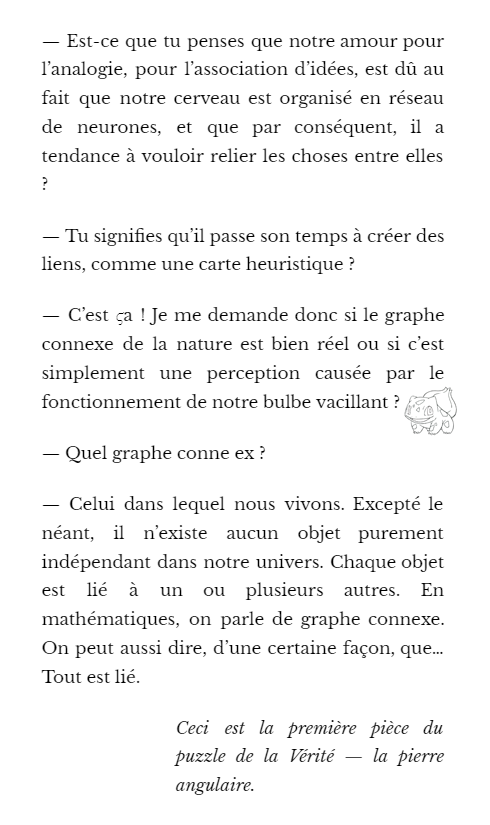 — Est-ce que tu penses que notre amour pour
l’analogie, pour l’association d’idées, est dû au
fait que notre cerveau est organisé en réseau
de neurones, et que par conséquent, il a
tendance à vouloir relier les choses entre elles
?
— Tu signifies qu’il passe son temps à créer des
liens, comme une carte heuristique ?
— C’est ça ! Je me demande donc si le graphe
connexe de la nature est bien réel ou si c’est
simplement une perception causée par le
fonctionnement de notre bulbe vacillant ?
— Quel graphe conne ex ?
— Celui dans lequel nous vivons. Excepté le
néant, il n’existe aucun objet purement
indépendant dans notre univers. Chaque objet
est lié à un ou plusieurs autres. En
mathématiques, on parle de graphe connexe.
On peut aussi dire, d’une certaine façon, que…
Tout est lié.
Ceci est la première pièce du
puzzle de la Vérité — la pierre
angulaire.